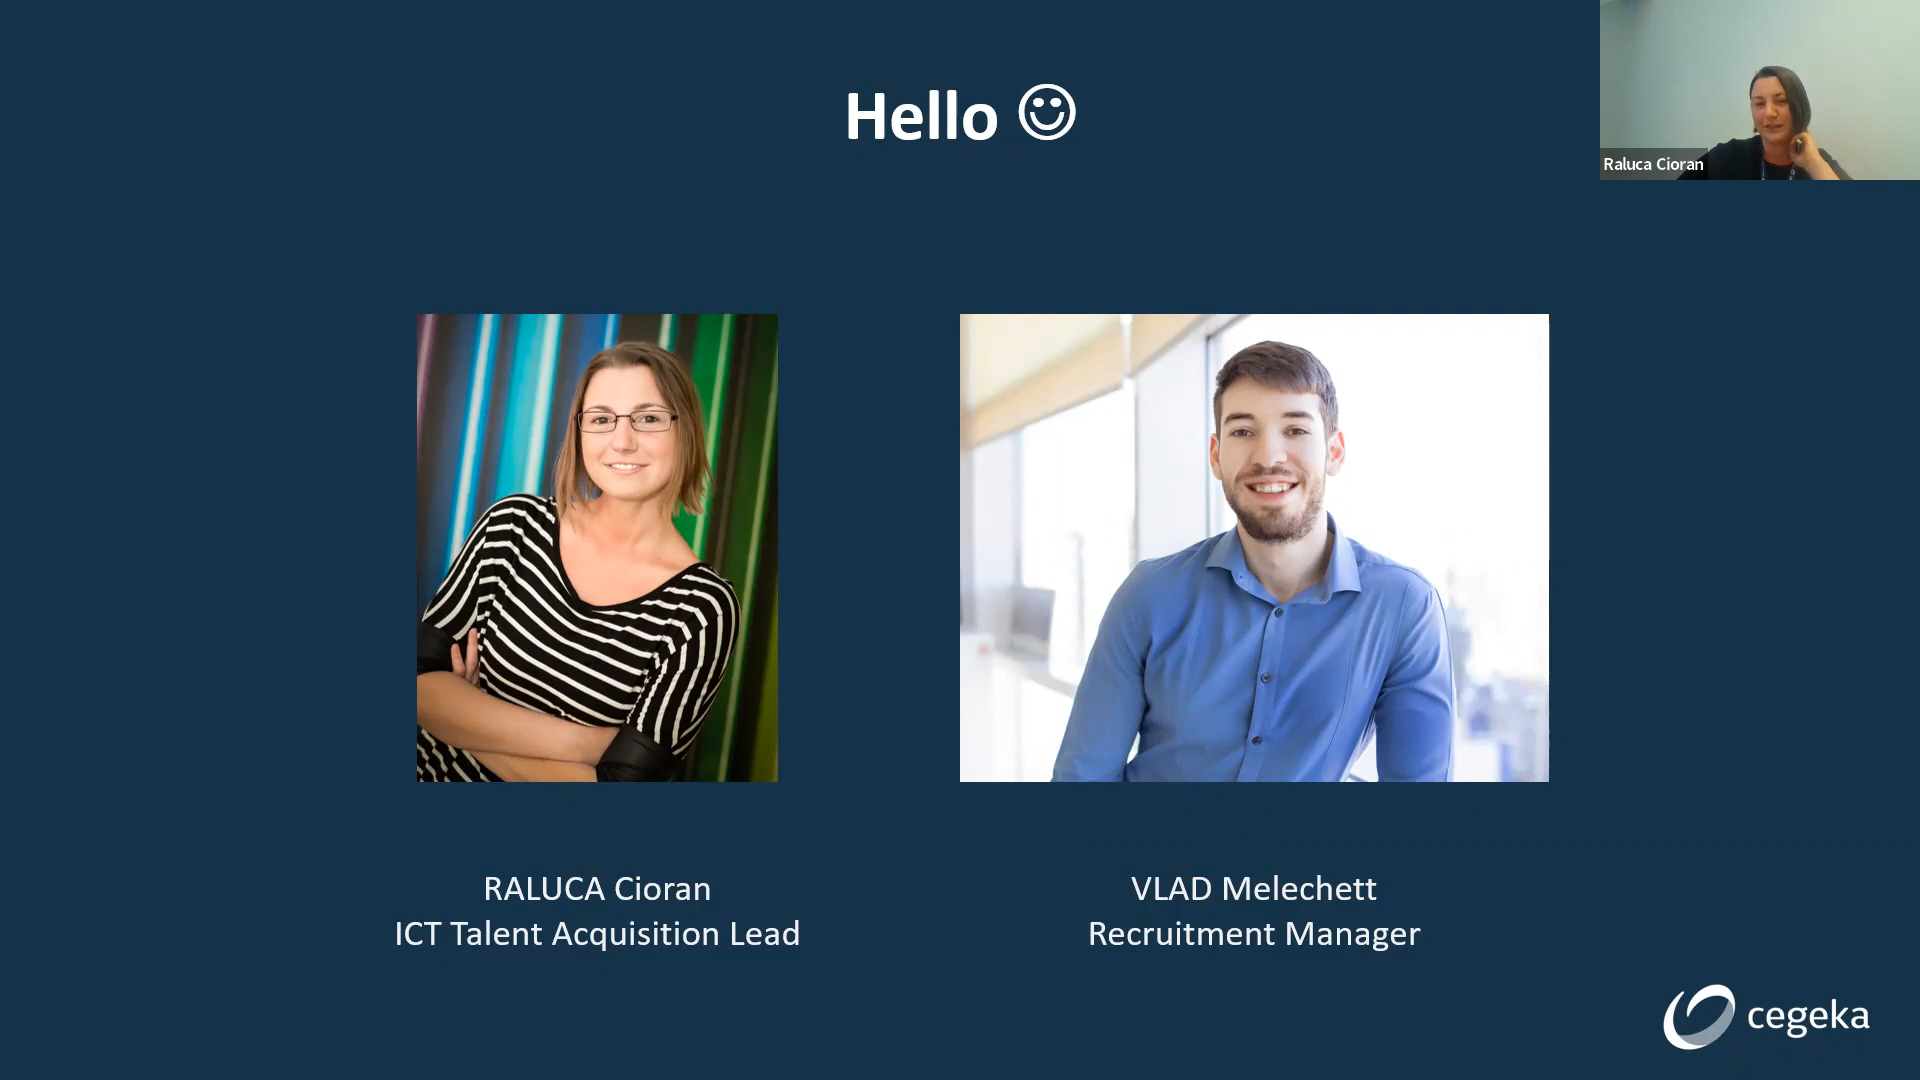 Hello ☺
Raluca Cioran
RALUCA Cioran
ICT Talent Acquisition Lead
VLAD Melechett
Recruitment Manager
cegeka